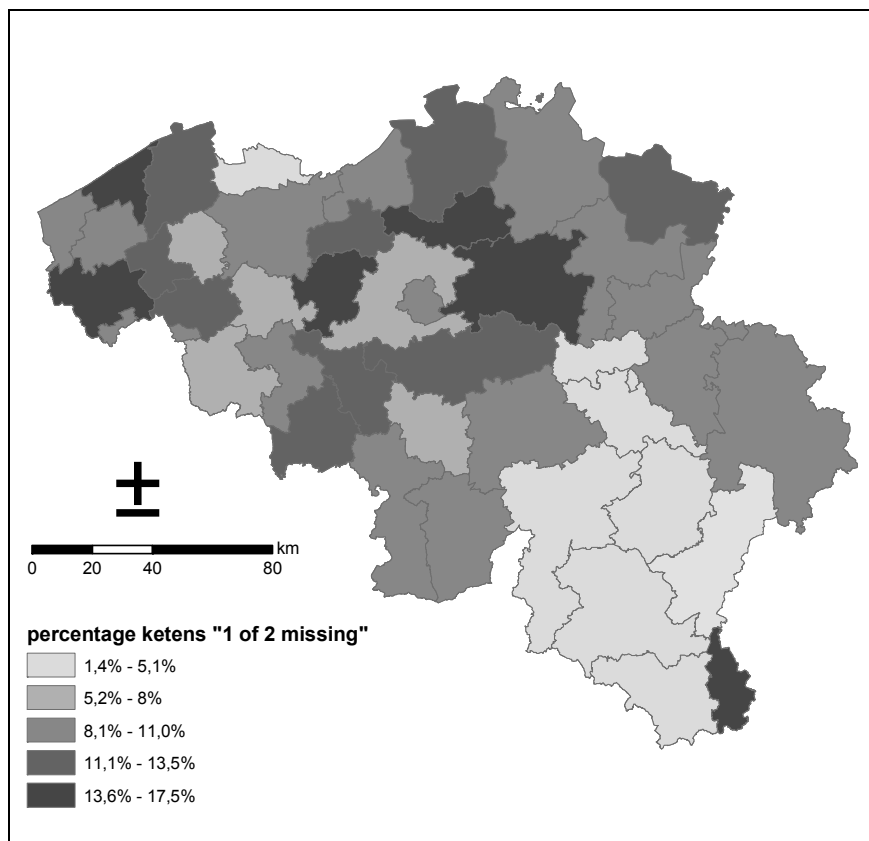 km
0 20 40 80
percentage ketens "1 of 2 missing"
1,4% - 5,1%
5,2% - 8%
8,1% - 11,0%
11,1% - 13,5%
13,6% - 17,5%